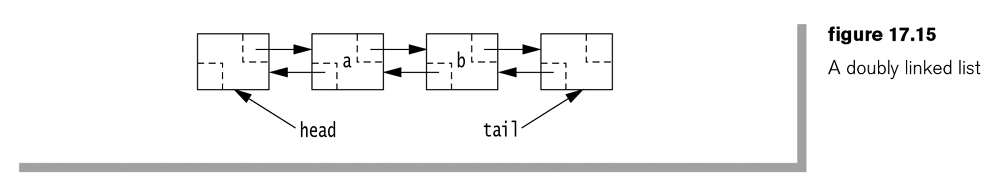 a b
head tail
figure 17.15
A doubly linked list